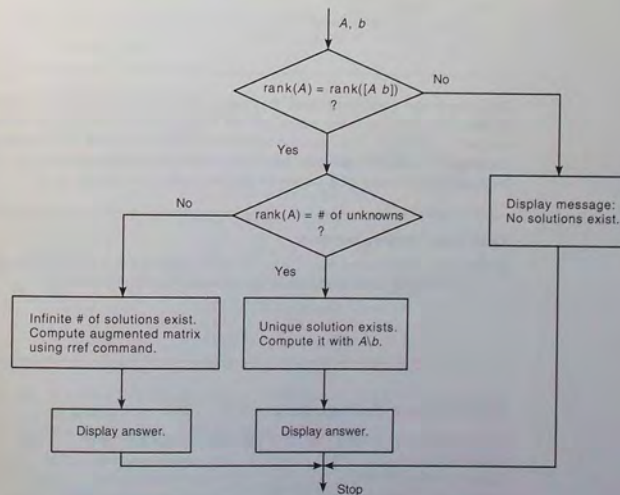 A, b
rank(A) = rank([A b])
?
No
Yes
rank(A) = # of unknowns
?
No
Display message:
No solutions exist.
Yes
Infinite # of solutions exist.
Compute augmented matrix
using rref command.
Unique solution exists.
Compute it with A\b.
Display answer.
Display answer.
Stop